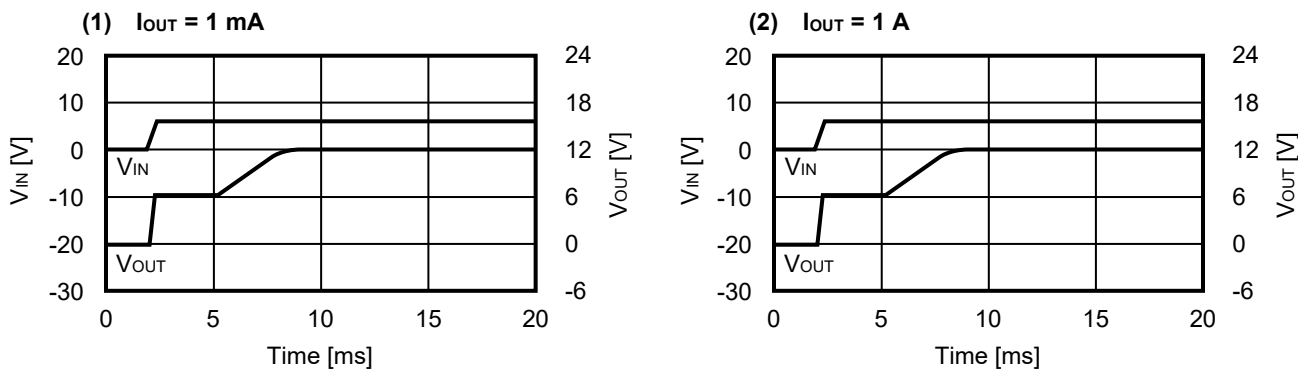 (1) IOUT = 1 mA
20
10
0
-10
-20
-30
VIN [V]
VIN
VOUT
24
18
12
6
0
-6
VOUT [V]
0 5 10 15 20
Time [ms]
(2) IOUT = 1 A
20
10
0
-10
-20
-30
VIN [V]
VIN
VOUT
24
18
12
6
0
-6
VOUT [V]
0 5 10 15 20
Time [ms]